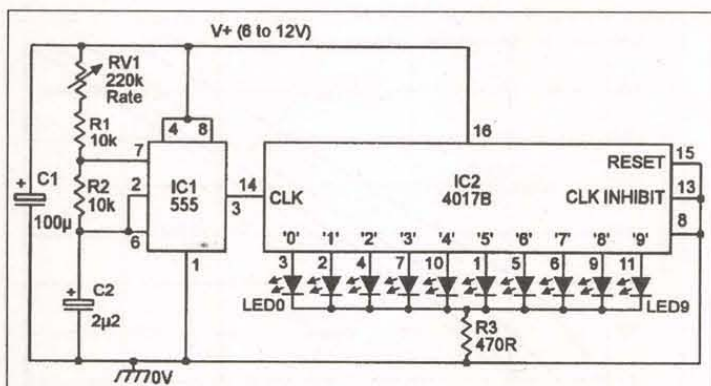 V+ (6 to 12V)
RV1
220k
Rate
R1
10k
R2
10k
C1
100µ
C2
2µ2
+
+
4 8
7
2
6
3
1
IC1
555
14
CLK
16
IC2
4017B
RESET
15
CLK INHIBIT
13
8
'0' '1' '2' '3' '4' '5' '6' '7' '8' '9'
3 2 4 7 10 1 5 6 9 11
LED0
LED9
R3
470R
0V